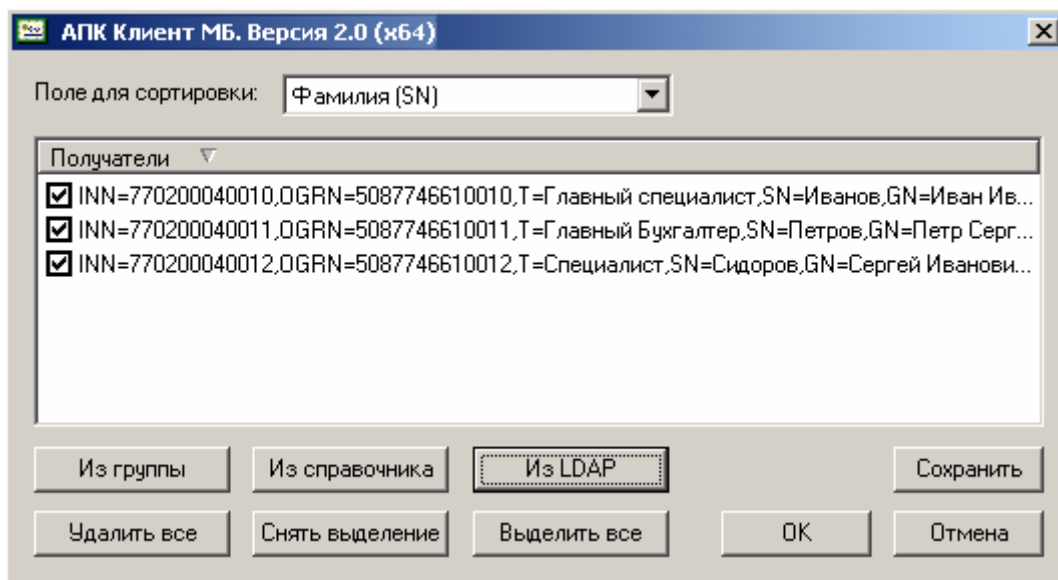 АПК Клиент МБ. Версия 2.0 (x64)
Поле для сортировки: Фамилия (SN)
Получатели
INN=770200040010,OGRN=5087746610010,T=Главный специалист,SN=Иванов,GN=Иван Ив...
INN=770200040011,OGRN=5087746610011,T=Главный Бухгалтер,SN=Петров,GN=Петр Серг...
INN=770200040012,OGRN=5087746610012,T=Специалист,SN=Сидоров,GN=Сергей Иванови...
Из группы Из справочника Из LDAP Сохранить
Удалить все Снять выделение Выделить все OK Отмена